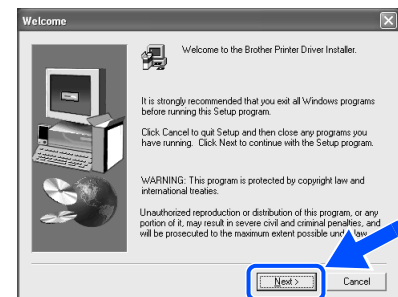 Welcome
Welcome to the Brother Printer Driver Installer.
It is strongly recommended that you exit all Windows programs
before running this Setup program.
Click Cancel to quit Setup and then close any programs you
have running. Click Next to continue with the Setup program.
WARNING: This program is protected by copyright law and
international treaties.
Unauthorized reproduction or distribution of this program, or any
portion of it, may result in severe civil and criminal penalties, and
will be prosecuted to the maximum extent possible under law.
Next >
Cancel